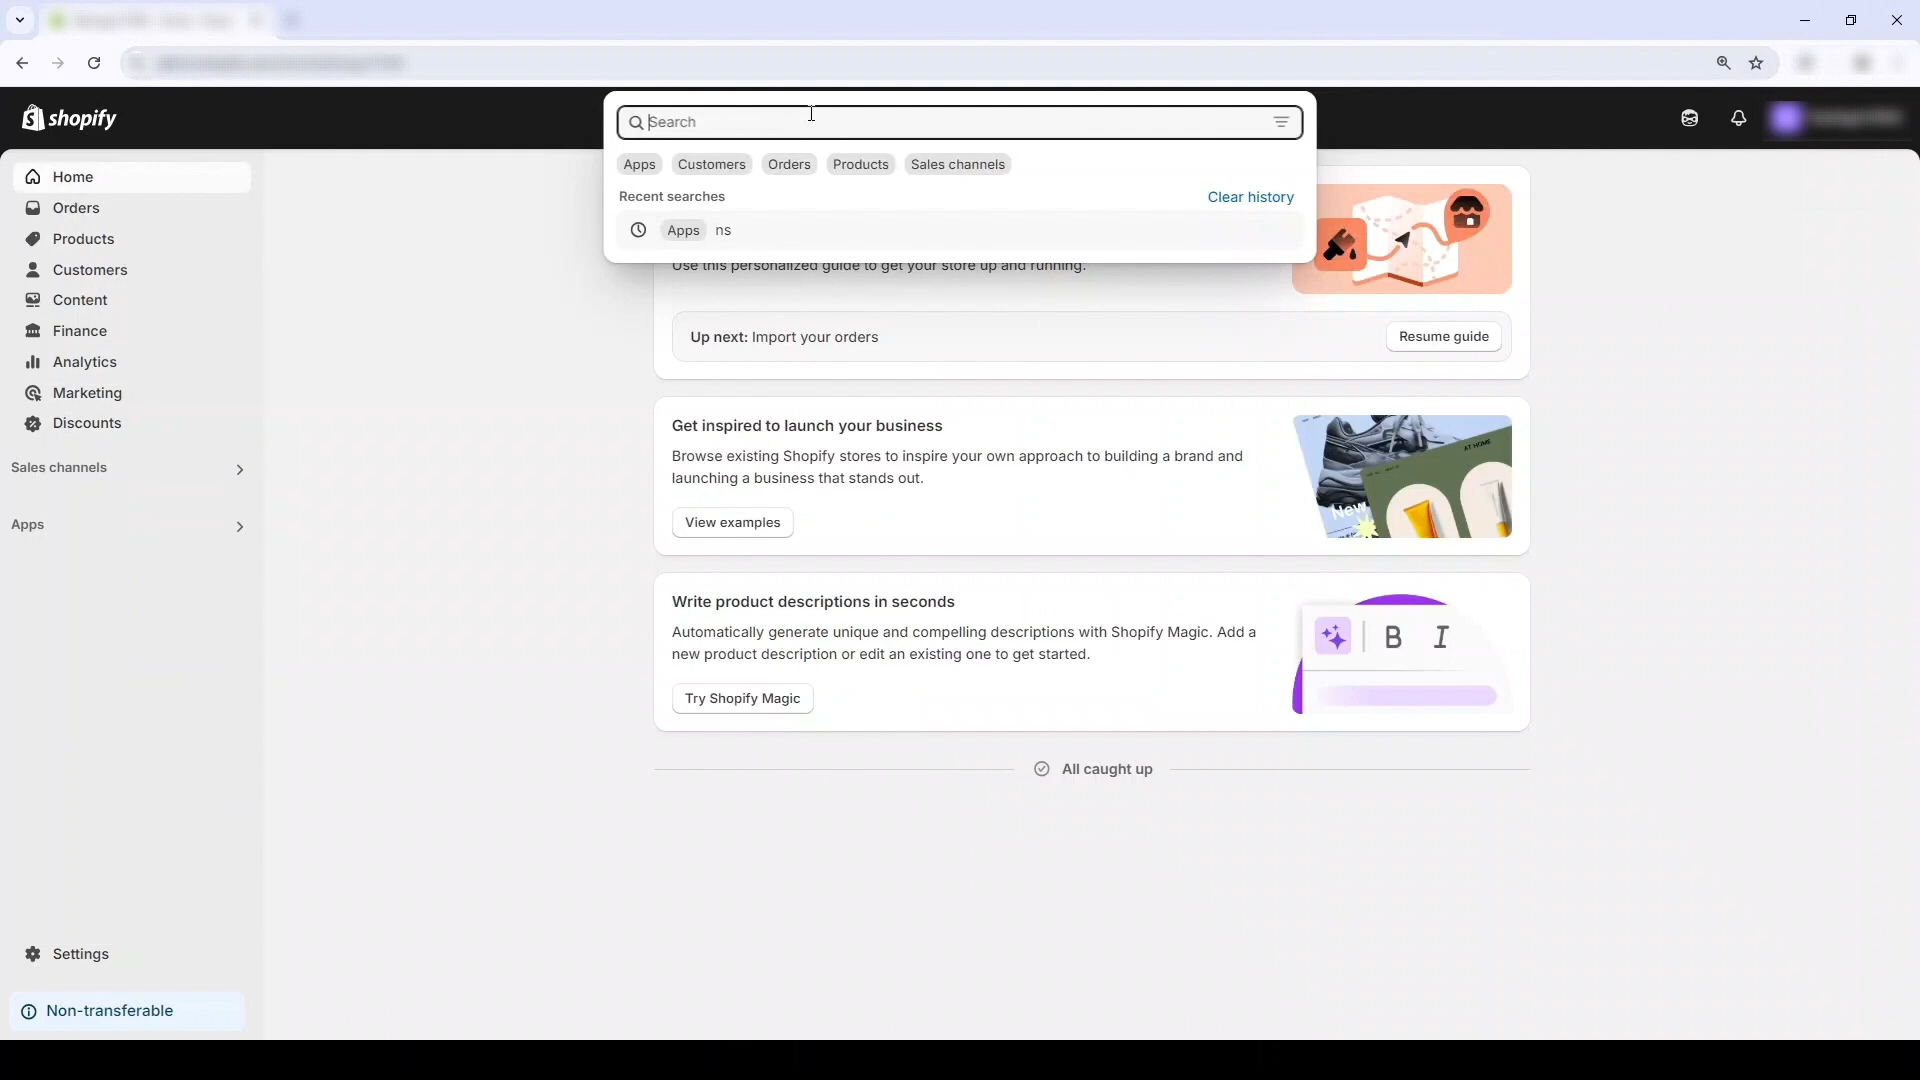 shopify
Search
Apps Customers Orders Products Sales channels
Recent searches Clear history
Apps ns
Home
Orders
Products
Customers
Content
Finance
Analytics
Marketing
Discounts
Sales channels
Apps
Settings
Non-transferable
Use this personalized guide to get your store up and running.
Up next: Import your orders
Resume guide
Get inspired to launch your business
Browse existing Shopify stores to inspire your own approach to building a brand and
launching a business that stands out.
View examples
AT HOME
New
Write product descriptions in seconds
Automatically generate unique and compelling descriptions with Shopify Magic. Add a
new product description or edit an existing one to get started.
Try Shopify Magic
B I
All caught up